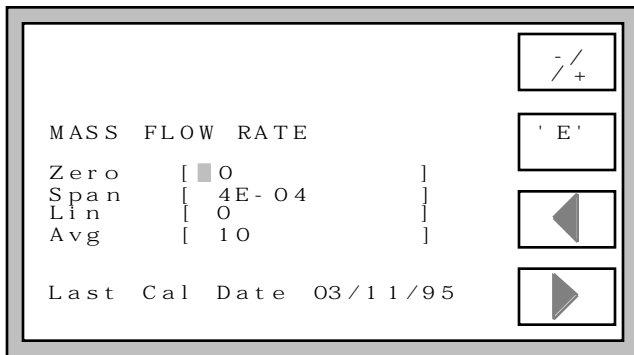 -/
/+
MASS FLOW RATE
'E'
Zero [ 0 ]
Span [ 4E-04 ]
Lin [ 0 ]
Avg [ 10 ]
Last Cal Date 03/11/95